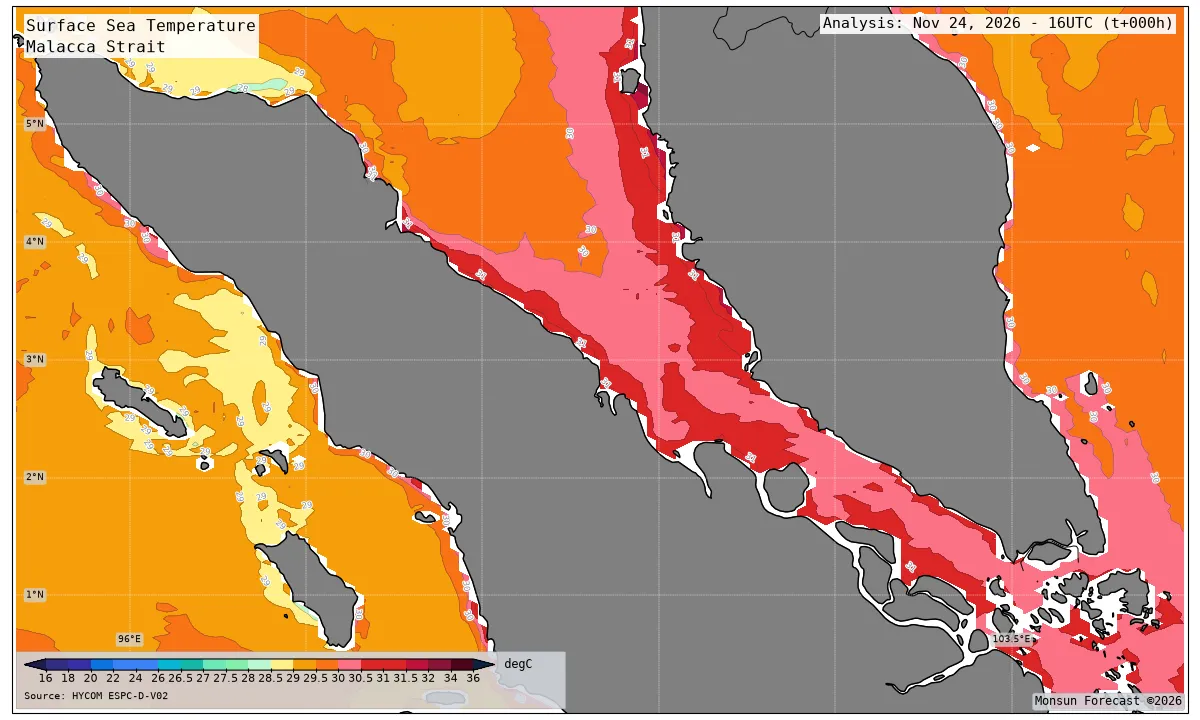 Surface Sea Temperature
Malacca Strait
Analysis: Nov 24, 2026 - 16UTC (t+000h)
5°N
4°N
3°N
2°N
1°N
96°E
103.5°E
degC
16 18 20 22 24 26 26.5 27 27.5 28 28.5 29 29.5 30 30.5 31 31.5 32 34 36
Source: HYCOM ESPC-D-V02
Monsun Forecast ©2026